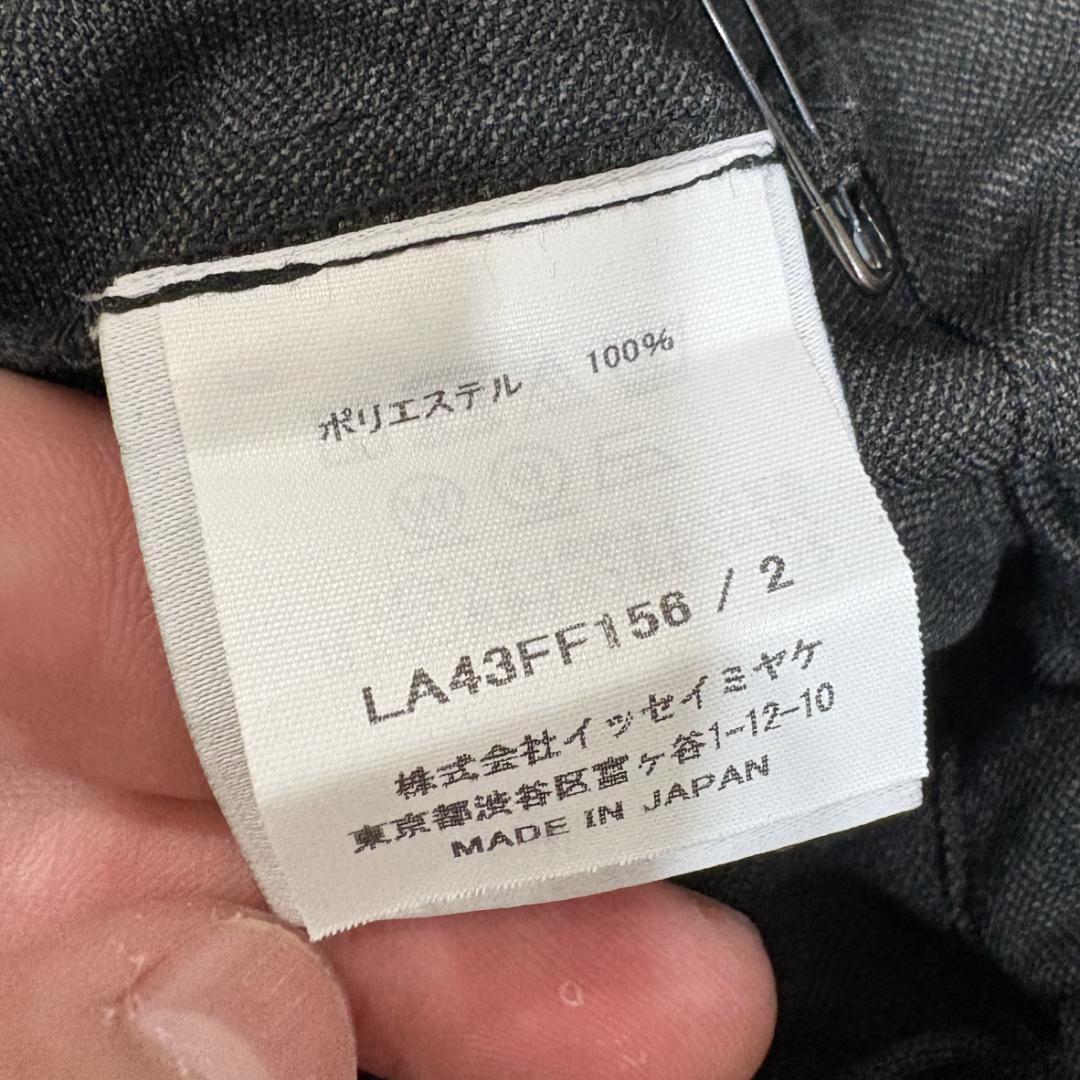 ポリエステル 100%
LA43FF156 / 2
株式会社イッセイミヤケ
東京都渋谷区富ヶ谷1-12-10
MADE IN JAPAN